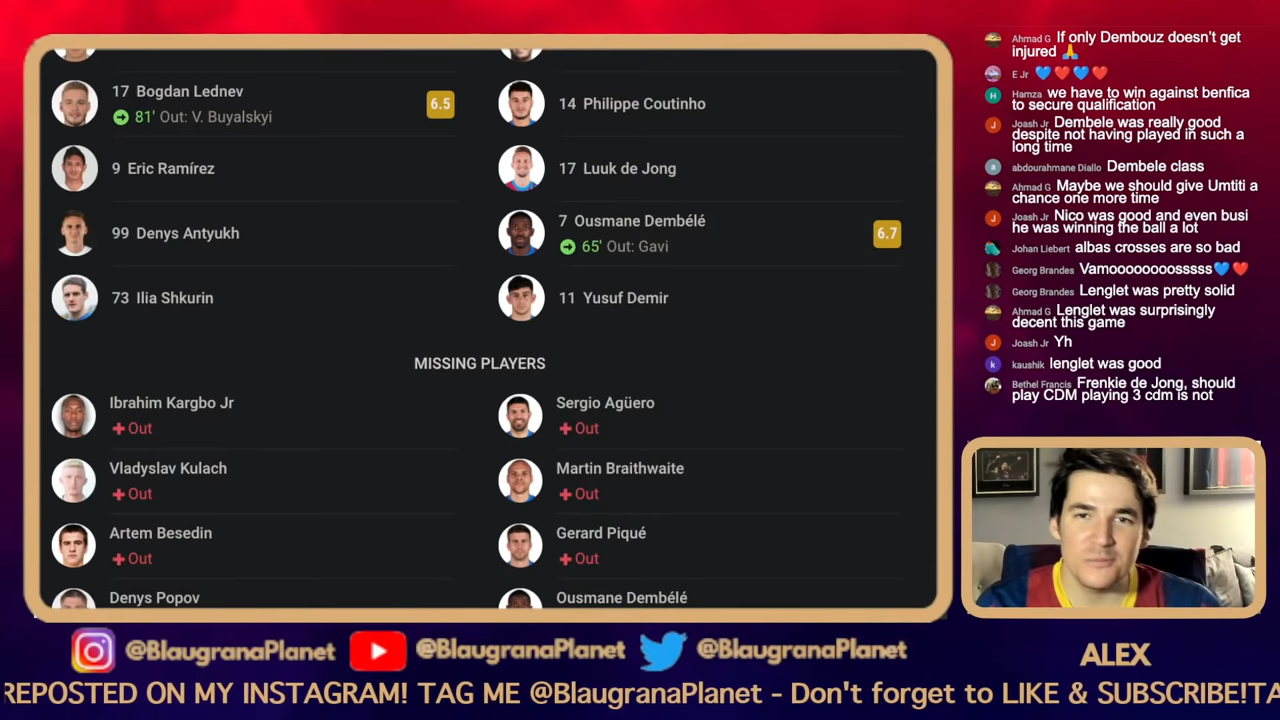 17 Bogdan Lednev
81' Out: V. Buyalskyi
6.5
14 Philippe Coutinho
9 Eric Ramírez
17 Luuk de Jong
99 Denys Antyukh
7 Ousmane Dembélé
65' Out: Gavi
6.7
73 Ilia Shkurin
11 Yusuf Demir
MISSING PLAYERS
Ibrahim Kargbo Jr
Out
Sergio Agüero
Out
Vladyslav Kulach
Out
Martin Braithwaite
Out
Artem Besedin
Out
Gerard Piqué
Out
Denys Popov
Ousmane Dembélé
Ahmad G If only Dembouz doesn't get
injured 🙏
E Jr 💙❤️💙❤️
H
Hamza we have to win against benfica
to secure qualification
J
Joash Jr Dembele was really good
despite not having played in such a
long time
a
abdourahmane Diallo Dembele class
Ahmad G Maybe we should give Umtiti a
chance one more time
J
Joash Jr Nico was good and even busi
he was winning the ball a lot
Johan Liebert albas crosses are so bad
Georg Brandes Vamoooooooosssss💙❤️
Georg Brandes Lenglet was pretty solid
Ahmad G Lenglet was surprisingly
decent this game
J
Joash Jr Yh
k
kaushik lenglet was good
Bethel Francis Frenkie de Jong, should
play CDM playing 3 cdm is not
@BlaugranaPlanet
@BlaugranaPlanet
@BlaugranaPlanet
ALEX
REPOSTED ON MY INSTAGRAM! TAG ME @BlaugranaPlanet - Don't forget to LIKE & SUBSCRIBE!TA